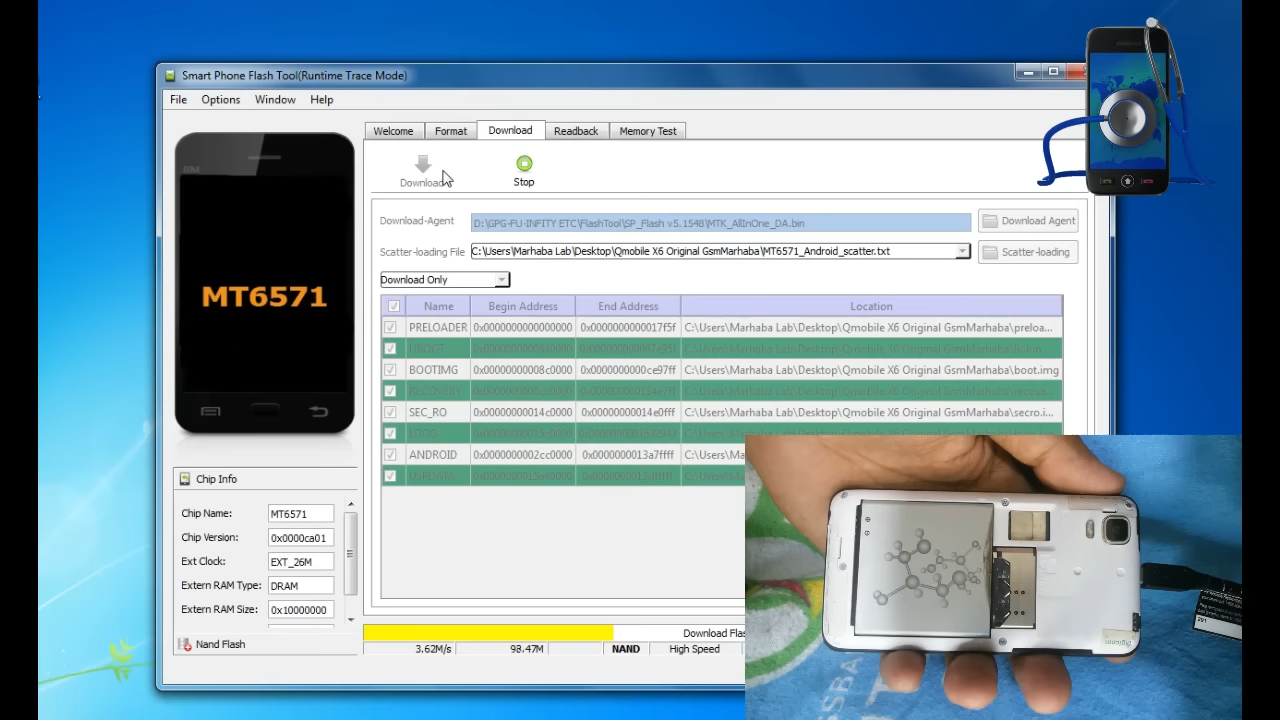 Smart Phone Flash Tool(Runtime Trace Mode)
File Options Window Help
Welcome Format Download Readback Memory Test
Download Stop
Download-Agent D:\GPG-FU-INFITY ETC\FlashTool\SP_Flash v5.1548\MTK_AllInOne_DA.bin Download Agent
Scatter-loading File C:\Users\Marhaba Lab\Desktop\Qmobile X6 Original GsmMarhaba\MT6571_Android_scatter.txt Scatter-loading
Download Only
Name Begin Address End Address Location
PRELOADER 0x0000000000000000 0x0000000000017f5f C:\Users\Marhaba Lab\Desktop\Qmobile X6 Original GsmMarhaba\preloa...
BOOTIMG 0x00000000008c0000 0x0000000000ce97ff C:\Users\Marhaba Lab\Desktop\Qmobile X6 Original GsmMarhaba\boot.img
SEC_RO 0x00000000014c0000 0x00000000014e0fff C:\Users\Marhaba Lab\Desktop\Qmobile X6 Original GsmMarhaba\secro.i...
ANDROID 0x0000000002cc0000 0x0000000013a7ffff
BM
MT6571
Chip Info
Chip Name: MT6571
Chip Version: 0x0000ca01
Ext Clock: EXT_26M
Extern RAM Type: DRAM
Extern RAM Size: 0x10000000
Nand Flash
Download Flas
3.62M/s 98.47M NAND High Speed